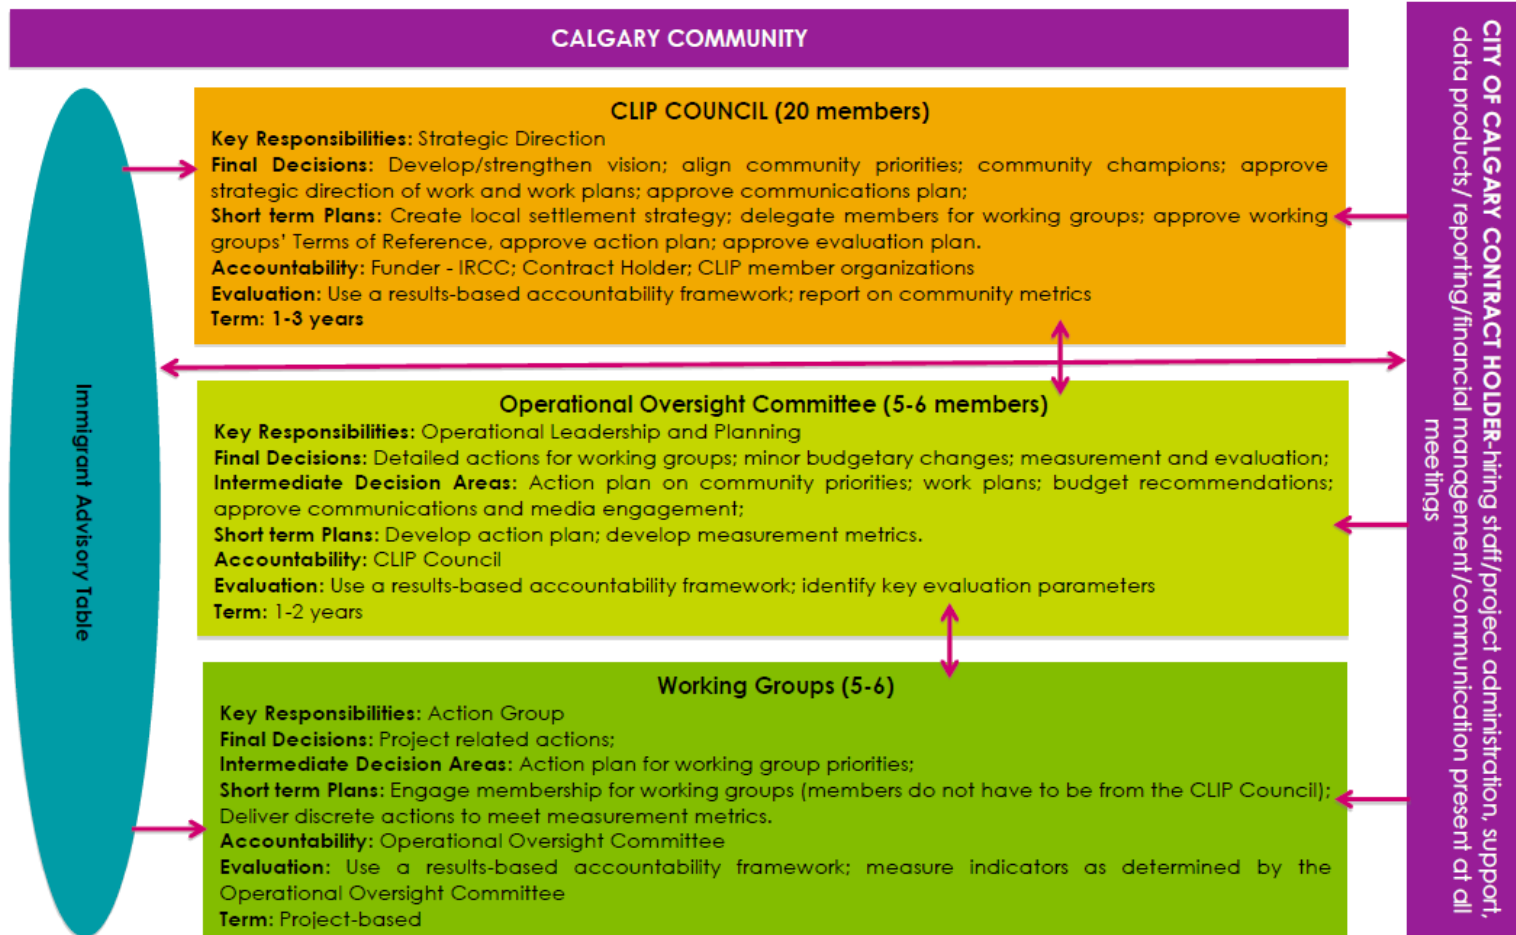 CALGARY COMMUNITY
CLIP COUNCIL (20 members)
Key Responsibilities: Strategic Direction
Final Decisions: Develop/strengthen vision; align community priorities; community champions; approve
strategic direction of work and work plans; approve communications plan;
Short term Plans: Create local settlement strategy; delegate members for working groups; approve working
groups' Terms of Reference, approve action plan; approve evaluation plan.
Accountability: Funder - IRCC; Contract Holder; CLIP member organizations
Evaluation: Use a results-based accountability framework; report on community metrics
Term: 1-3 years
Immigrant Advisory Table
Operational Oversight Committee (5-6 members)
Key Responsibilities: Operational Leadership and Planning
Final Decisions: Detailed actions for working groups; minor budgetary changes; measurement and evaluation;
Intermediate Decision Areas: Action plan on community priorities; work plans; budget recommendations;
approve communications and media engagement;
Short term Plans: Develop action plan; develop measurement metrics.
Accountability: CLIP Council
Evaluation: Use a results-based accountability framework; identify key evaluation parameters
Term: 1-2 years
Working Groups (5-6)
Key Responsibilities: Action Group
Final Decisions: Project related actions;
Intermediate Decision Areas: Action plan for working group priorities;
Short term Plans: Engage membership for working groups (members do not have to be from the CLIP Council);
Deliver discrete actions to meet measurement metrics.
Accountability: Operational Oversight Committee
Evaluation: Use a results-based accountability framework; measure indicators as determined by the
Operational Oversight Committee
Term: Project-based
CITY OF CALGARY CONTRACT HOLDER-hiring staff/project administration, support,
data products/ reporting/financial management/communication present at all
meetings